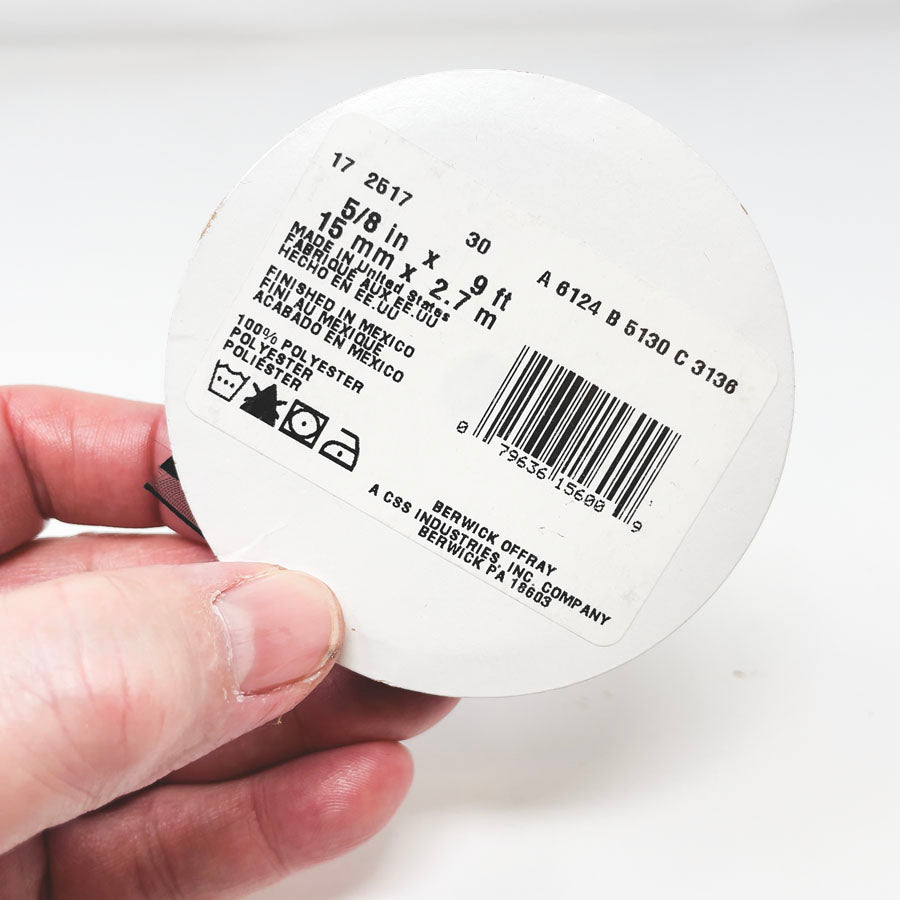 17 2517
30
A 6124 B 5130 C 3136
5/8 in x 9 ft
15 mm x 2.7 m
MADE IN United States
FABRIQUE AUX EE.UU
HECHO EN EE.UU
FINISHED IN MEXICO
FINI AU MEXIQUE
ACABADO EN MEXICO
100% POLYESTER
POLYESTER
POLIESTER
0 79636 15600 9
BERWICK OFFRAY
A CSS INDUSTRIES, INC. COMPANY
BERWICK PA 18603